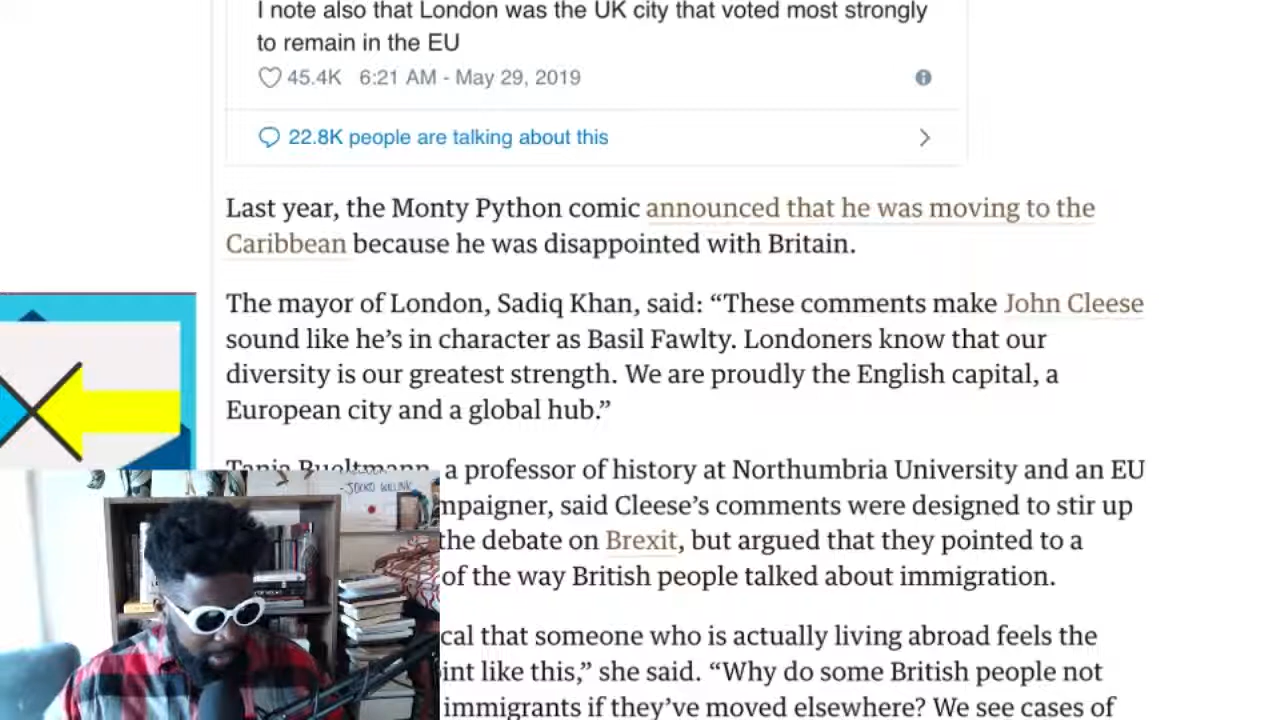 I note also that London was the UK city that voted most strongly
to remain in the EU
45.4K 6:21 AM - May 29, 2019
22.8K people are talking about this
Last year, the Monty Python comic announced that he was moving to the
Caribbean because he was disappointed with Britain.
The mayor of London, Sadiq Khan, said: “These comments make John Cleese
sound like he’s in character as Basil Fawlty. Londoners know that our
diversity is our greatest strength. We are proudly the English capital, a
European city and a global hub.”
a professor of history at Northumbria University and an EU
mpaigner, said Cleese’s comments were designed to stir up
the debate on Brexit, but argued that they pointed to a
of the way British people talked about immigration.
cal that someone who is actually living abroad feels the
int like this,” she said. “Why do some British people not
immigrants if they’ve moved elsewhere? We see cases of
-JOCKO WILLINK